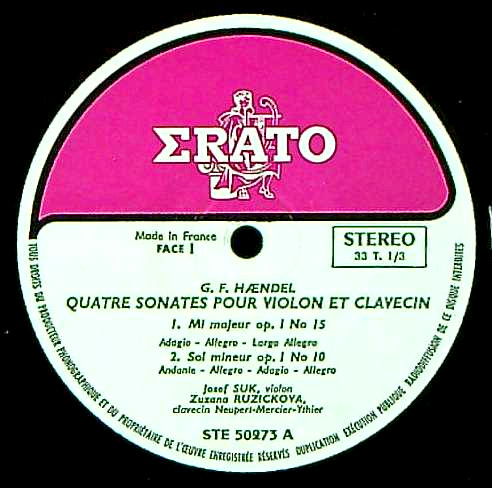 ΣRATO
Made in France
FACE I
STEREO
33 T. 1/3
G. F. HÆNDEL
QUATRE SONATES POUR VIOLON ET CLAVECIN
1. Mi majeur op. I No 15
Adagio - Allegro - Largo Allegro
2. Sol mineur op. I No 10
Andante - Allegro - Adagio - Allegro
Josef SUK, violon
Zuzana RUZICKOVA,
clavecin Neupert-Mercier-Ythier
STE 50273 A
TOUS DROITS DU PRODUCTEUR PHONOGRAPHIQUE ET DU PROPRIÉTAIRE DE L'ŒUVRE ENREGISTRÉE RÉSERVÉS DUPLICATION EXÉCUTION PUBLIQUE RADIODIFFUSION DE CE DISQUE INTERDITES